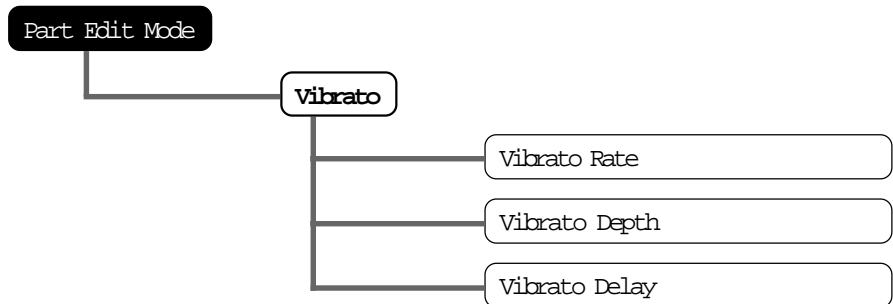 Part Edit Mode
Vibrato
Vibrato Rate
Vibrato Depth
Vibrato Delay